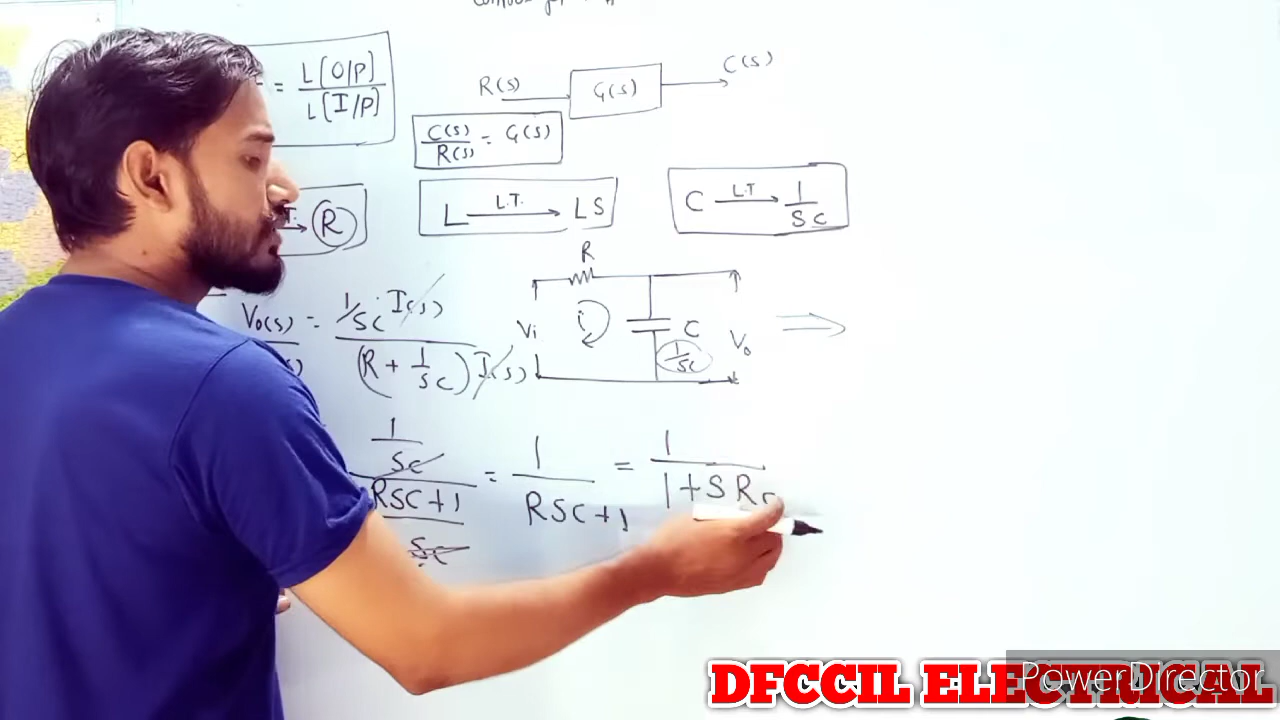 = L[O/P] / L[I/P]
R(s) G(s) C(s)
C(s)/R(s) = G(s)
R
L L.T. LS
C L.T 1/SC
R
Vo(s) = 1/SC I(s) / (R + 1/SC) I(s)
Vi i C Vo
1/SC
1/SC / RSC+1 / SC = 1/RSC+1 = 1/1+SRC
DFCCIL ELECTRICAL
PowerDirector